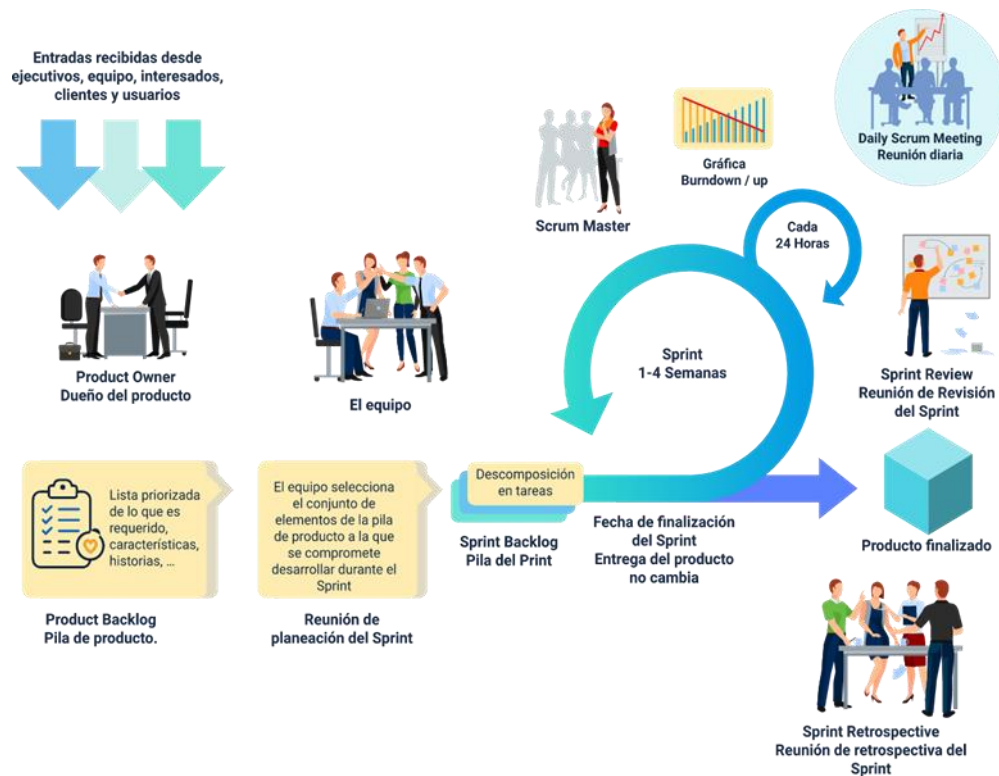 Entradas recibidas desde
ejecutivos, equipo, interesados,
clientes y usuarios
Product Owner
Dueño del producto
El equipo
Scrum Master
Gráfica
Burndown / up
Daily Scrum Meeting
Reunión diaria
Cada
24 Horas
Sprint
1-4 Semanas
Sprint Review
Reunión de Revisión
del Sprint
Lista priorizada
de lo que es
requerido,
características,
historias, ...
Product Backlog
Pila de producto.
El equipo selecciona
el conjunto de
elementos de la pila
de producto a la que
se compromete
desarrollar durante el
Sprint
Reunión de
planeación del Sprint
Descomposición
en tareas
Sprint Backlog
Pila del Print
Fecha de finalización
del Sprint
Entrega del producto
no cambia
Producto finalizado
Sprint Retrospective
Reunión de retrospectiva del
Sprint